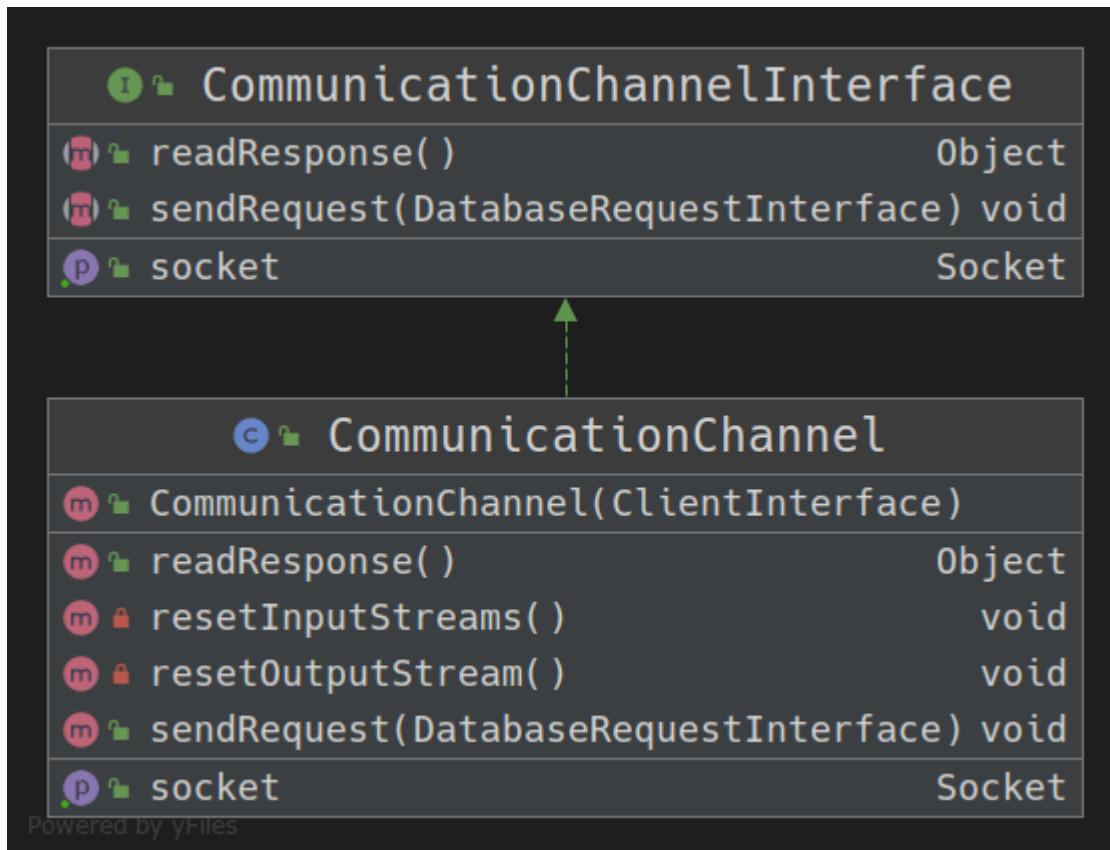 I CommunicationChannelInterface
m readResponse() Object
m sendRequest(DatabaseRequestInterface) void
p socket Socket
C CommunicationChannel
m CommunicationChannel(ClientInterface)
m readResponse() Object
m resetInputStreams() void
m resetOutputStream() void
m sendRequest(DatabaseRequestInterface) void
p socket Socket
Powered by yFiles